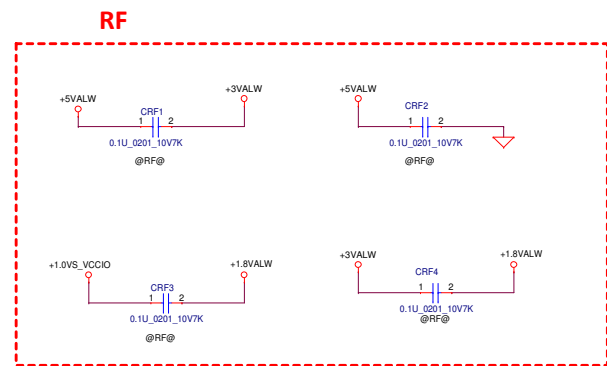 RF
+5VALW
+3VALW
CRF1
1 2
0.1U_0201_10V7K
@RF@
+5VALW
CRF2
1 2
0.1U_0201_10V7K
@RF@
+1.0VS_VCCIO
+1.8VALW
CRF3
1 2
0.1U_0201_10V7K
@RF@
+3VALW
+1.8VALW
CRF4
1 2
0.1U_0201_10V7K
@RF@